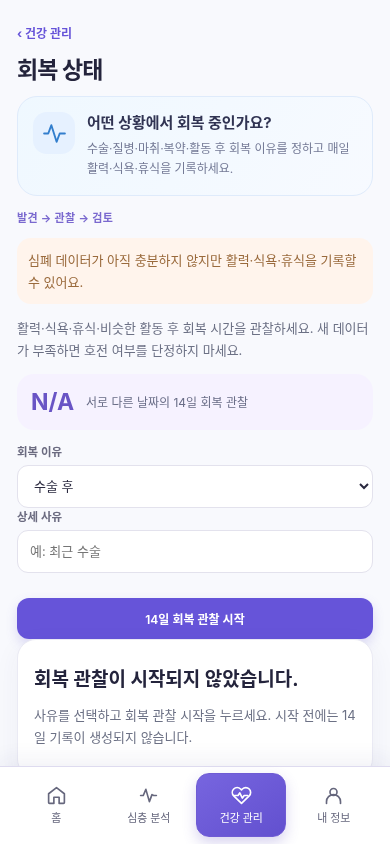 ‹ 건강 관리
회복 상태
어떤 상황에서 회복 중인가요?
수술·질병·마취·복약·활동 후 회복 이유를 정하고 매일
활력·식욕·휴식을 기록하세요.
발견 → 관찰 → 검토
심폐 데이터가 아직 충분하지 않지만 활력·식욕·휴식을 기록할
수 있어요.
활력·식욕·휴식·비슷한 활동 후 회복 시간을 관찰하세요. 새 데이터
가 부족하면 호전 여부를 단정하지 마세요.
N/A 서로 다른 날짜의 14일 회복 관찰
회복 이유
수술 후
상세 사유
예: 최근 수술
14일 회복 관찰 시작
회복 관찰이 시작되지 않았습니다.
사유를 선택하고 회복 관찰 시작을 누르세요. 시작 전에는 14
일 기록이 생성되지 않습니다.
홈 심층 분석 건강 관리 내 정보